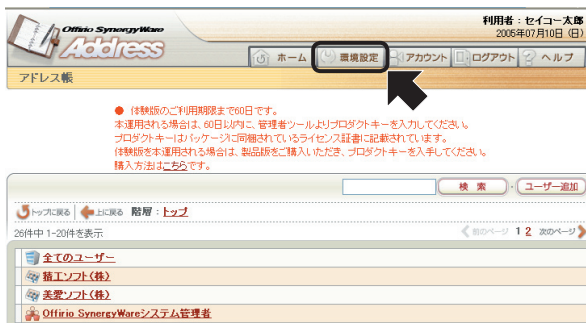 Offirio SynergyWare
Address
利用者：セイコー太郎
2005年07月10日 (日)
ホーム
環境設定
アカウント
ログアウト
ヘルプ
アドレス帳
● 体験版のご利用期限まで60日です。
本運用される場合は、60日以内に、管理者ツールよりプロダクトキーを入力してください。
プロダクトキーはパッケージに同梱されているライセンス証書に記載されています。
体験版を本運用される場合は、製品版をご購入いただき、プロダクトキーを入手してください。
購入方法はこちらです。
検 索
ユーザー追加
トップに戻る 上に戻る 階層：トップ
26件中 1-20件を表示
前のページ 1 2 次のページ
全てのユーザー
精工ソフト(株)
美愛ソフト(株)
Offirio SynergyWareシステム管理者